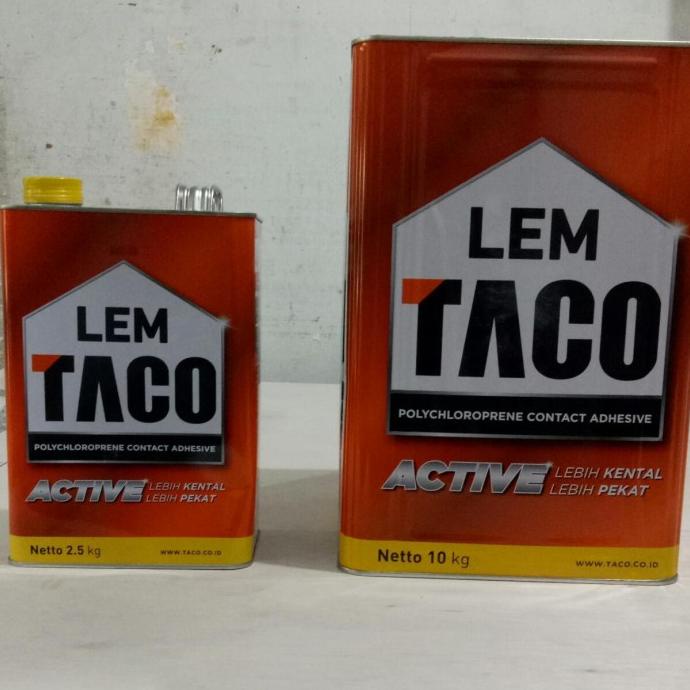 LEM
TACO
POLYCHLOROPRENE CONTACT ADHESIVE
ACTIVE LEBIH KENTAL
LEBIH PEKAT
Netto 2.5 kg WWW.TACO.CO.ID
LEM
TACO
POLYCHLOROPRENE CONTACT ADHESIVE
ACTIVE LEBIH KENTAL
LEBIH PEKAT
Netto 10 kg WWW.TACO.CO.ID